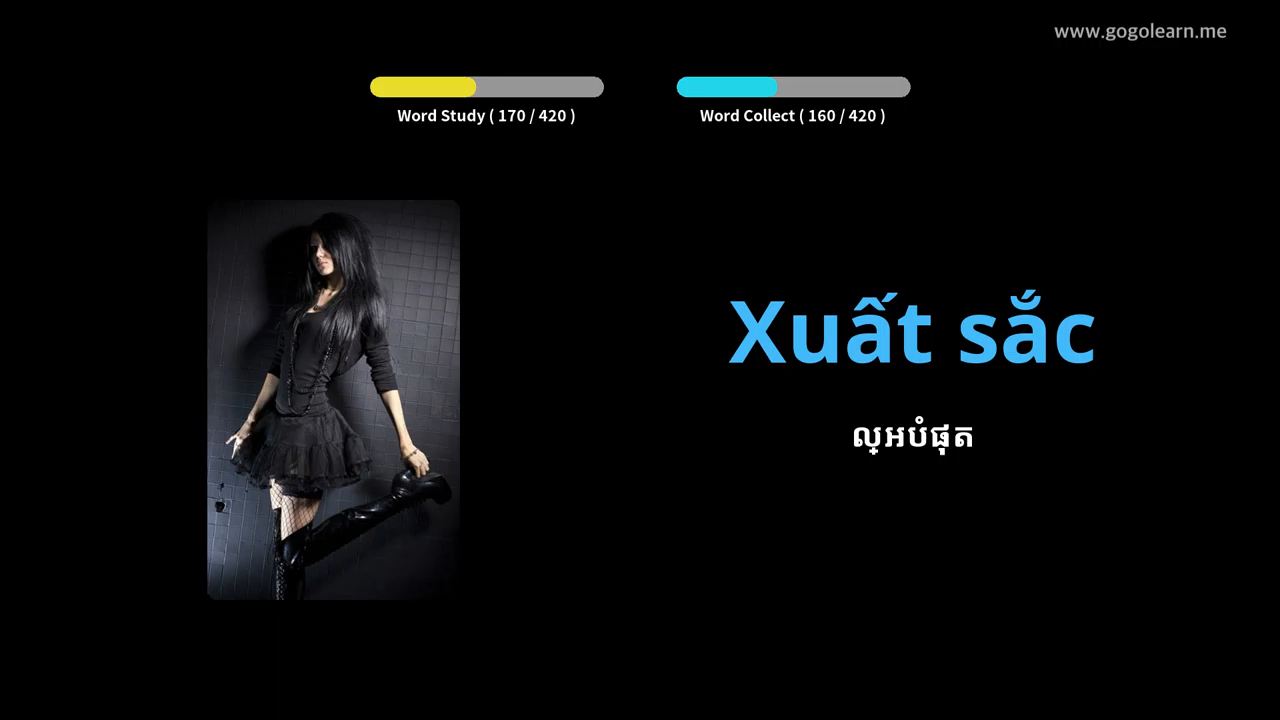 www.gogolearn.me
Word Study ( 170 / 420 )
Word Collect ( 160 / 420 )
Xuất sắc
ល្អបំផុត